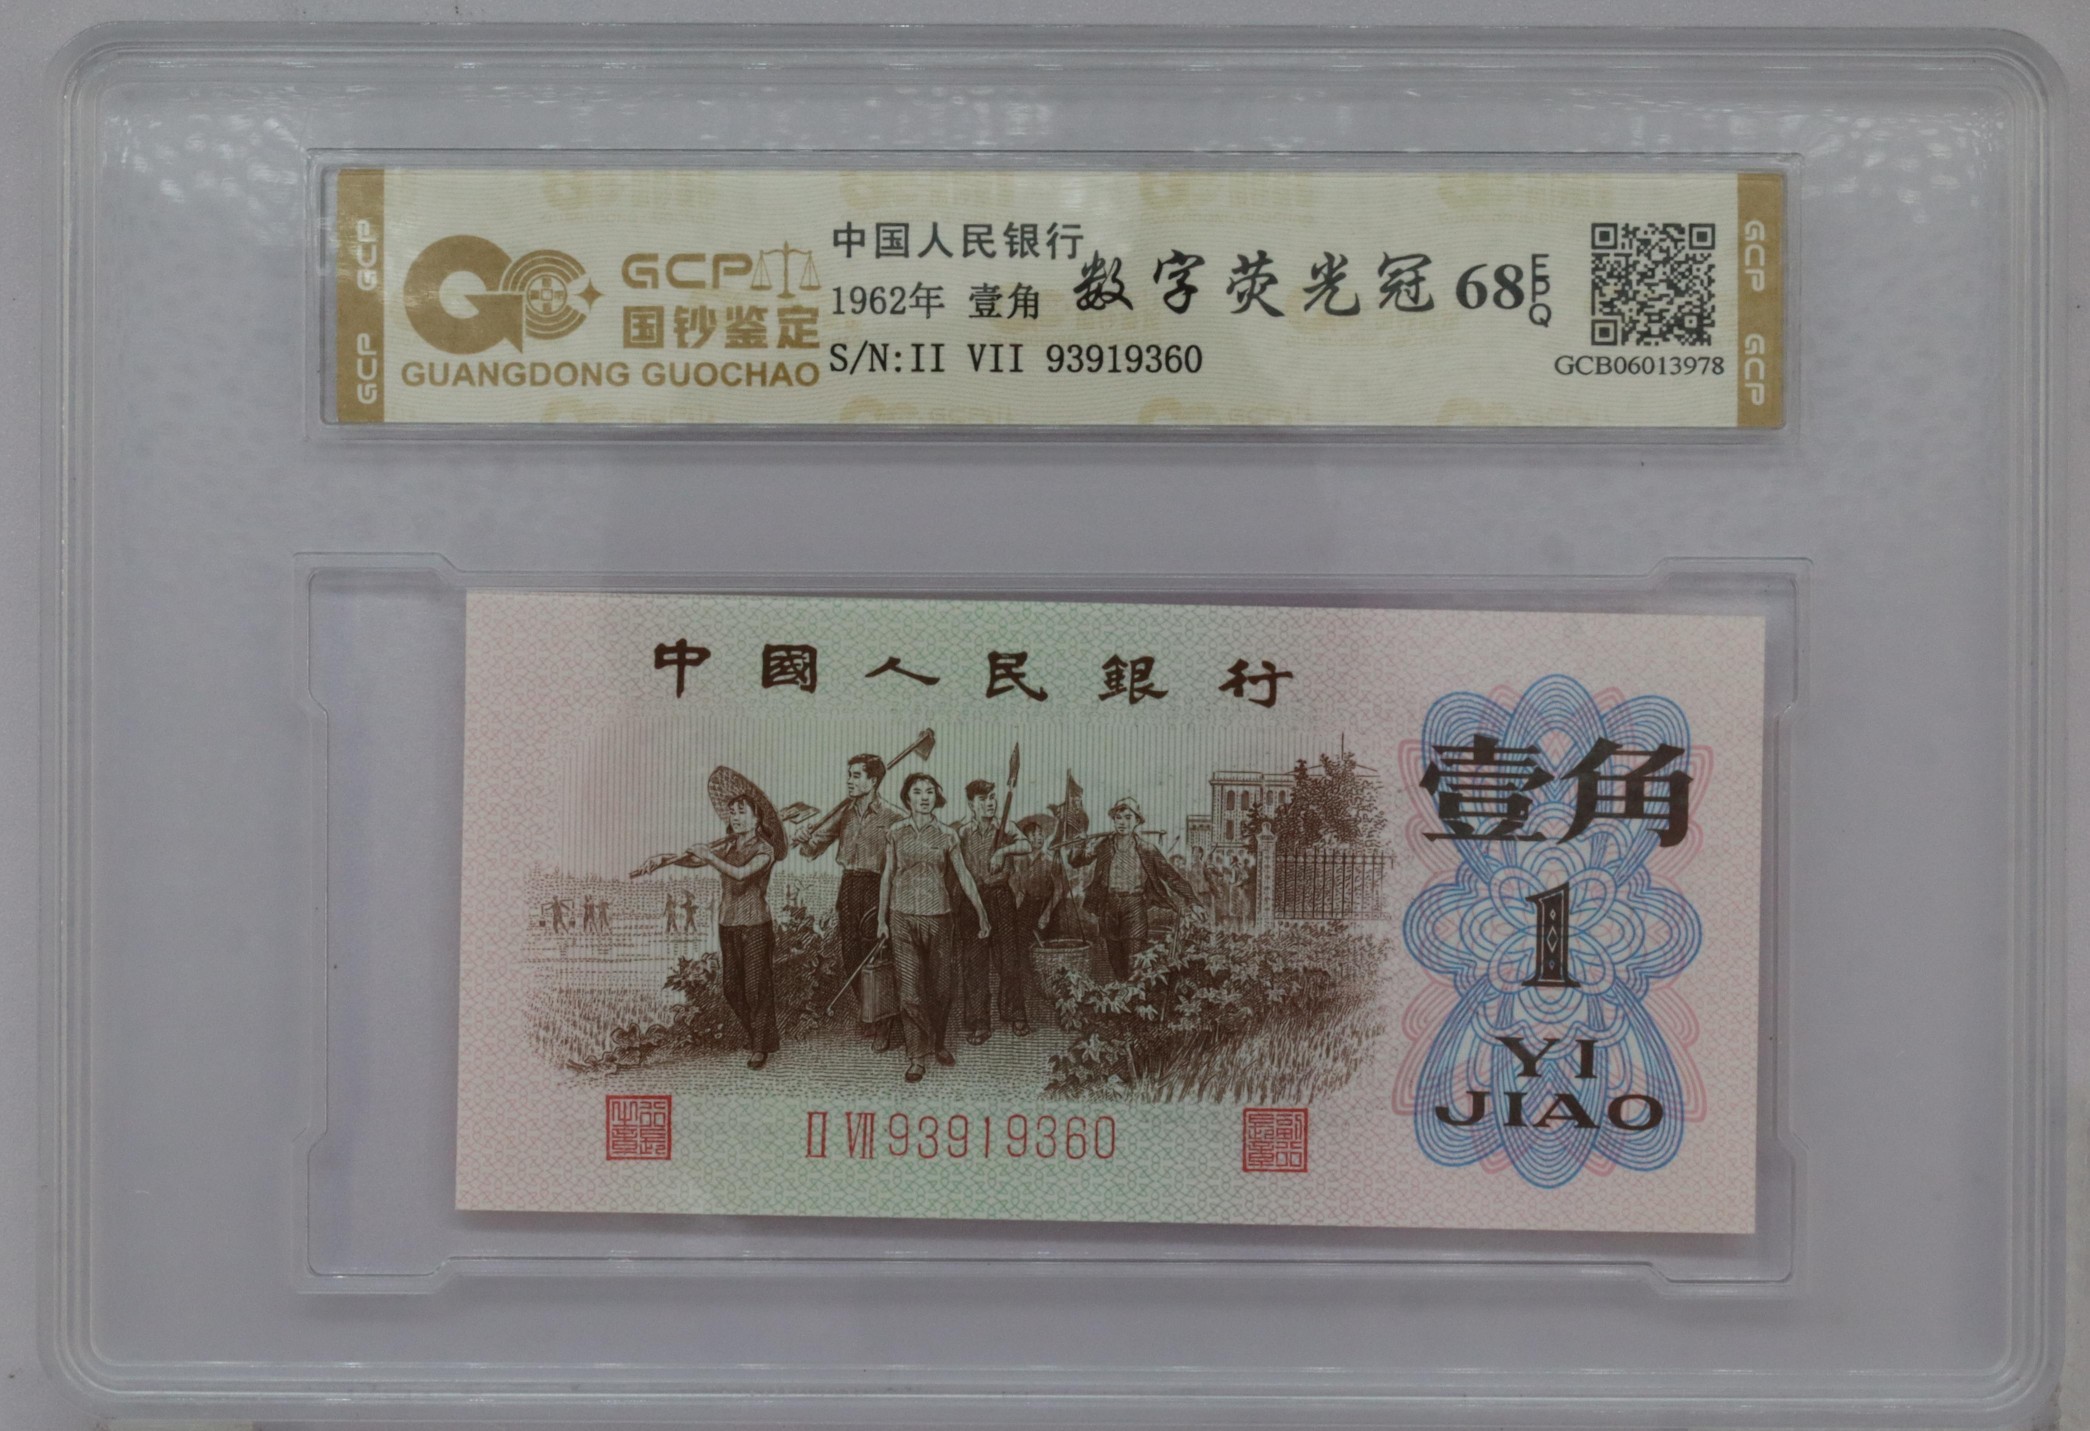 GCP
GCP
GCP
国钞鉴定
GUANGDONG GUOCHAO
中国人民银行
1962年 壹角
数字荧光冠 68 EPQ
S/N:II VII 93919360
GCB06013978
GCP
GCP
中國人民銀行
壹角
1
YI
JIAO
II VII 93919360